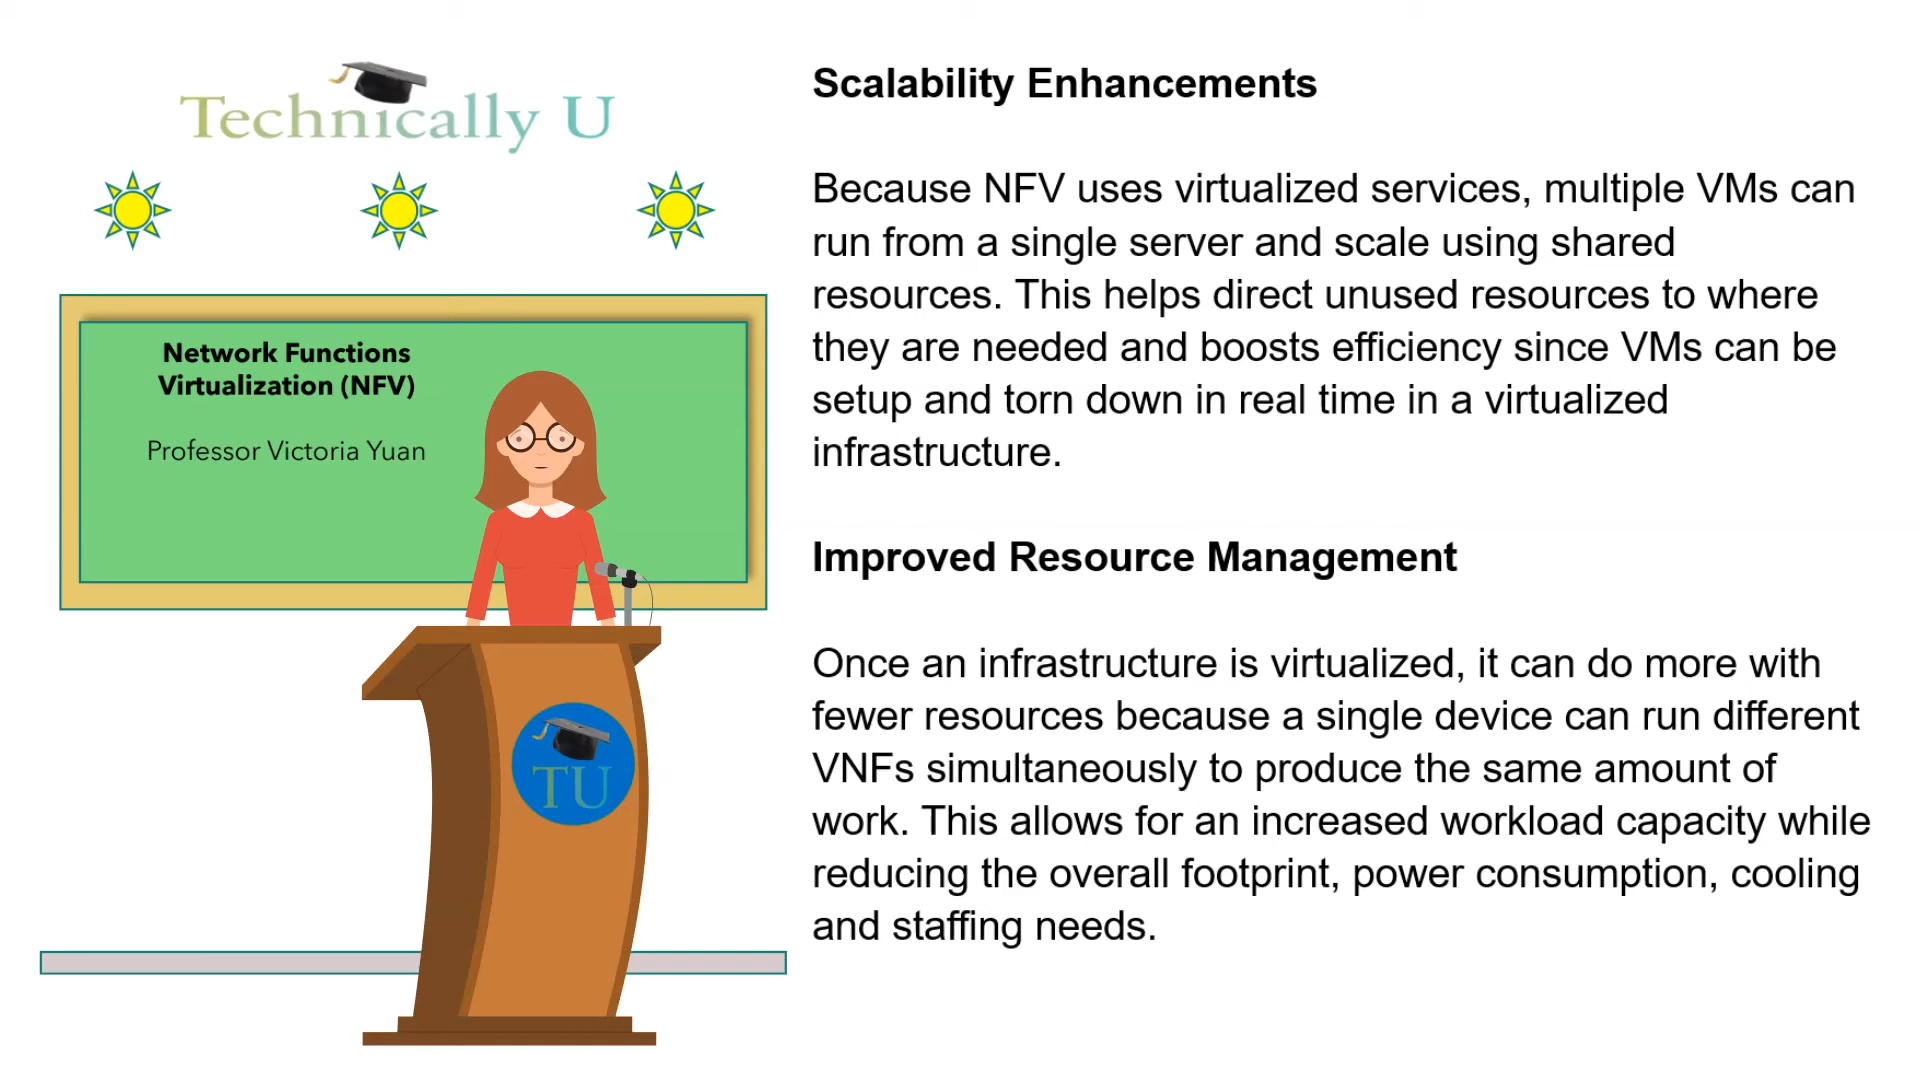 Technically U
Network Functions
Virtualization (NFV)
Professor Victoria Yuan
TU
Scalability Enhancements
Because NFV uses virtualized services, multiple VMs can
run from a single server and scale using shared
resources. This helps direct unused resources to where
they are needed and boosts efficiency since VMs can be
setup and torn down in real time in a virtualized
infrastructure.
Improved Resource Management
Once an infrastructure is virtualized, it can do more with
fewer resources because a single device can run different
VNFs simultaneously to produce the same amount of
work. This allows for an increased workload capacity while
reducing the overall footprint, power consumption, cooling
and staffing needs.